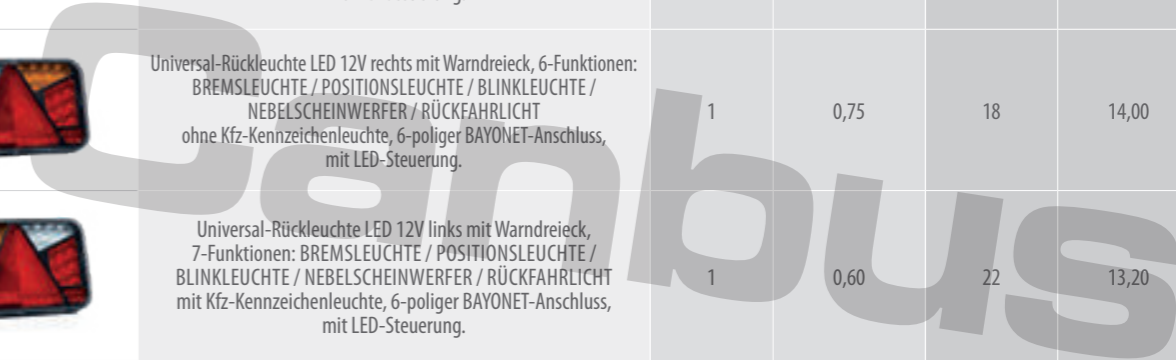 Universal-Rückleuchte LED 12V rechts mit Warndreieck, 6-Funktionen:
BREMSLEUCHTE / POSITIONSLEUCHTE / BLINKLEUCHTE /
NEBELSCHEINWERFER / RÜCKFAHRLICHT
ohne Kfz-Kennzeichenleuchte, 6-poliger BAYONET-Anschluss,
mit LED-Steuerung.
1 0,75 18 14,00
Universal-Rückleuchte LED 12V links mit Warndreieck,
7-Funktionen: BREMSLEUCHTE / POSITIONSLEUCHTE /
BLINKLEUCHTE / NEBELSCHEINWERFER / RÜCKFAHRLICHT
mit Kfz-Kennzeichenleuchte, 6-poliger BAYONET-Anschluss,
mit LED-Steuerung.
1 0,60 22 13,20
Canbus